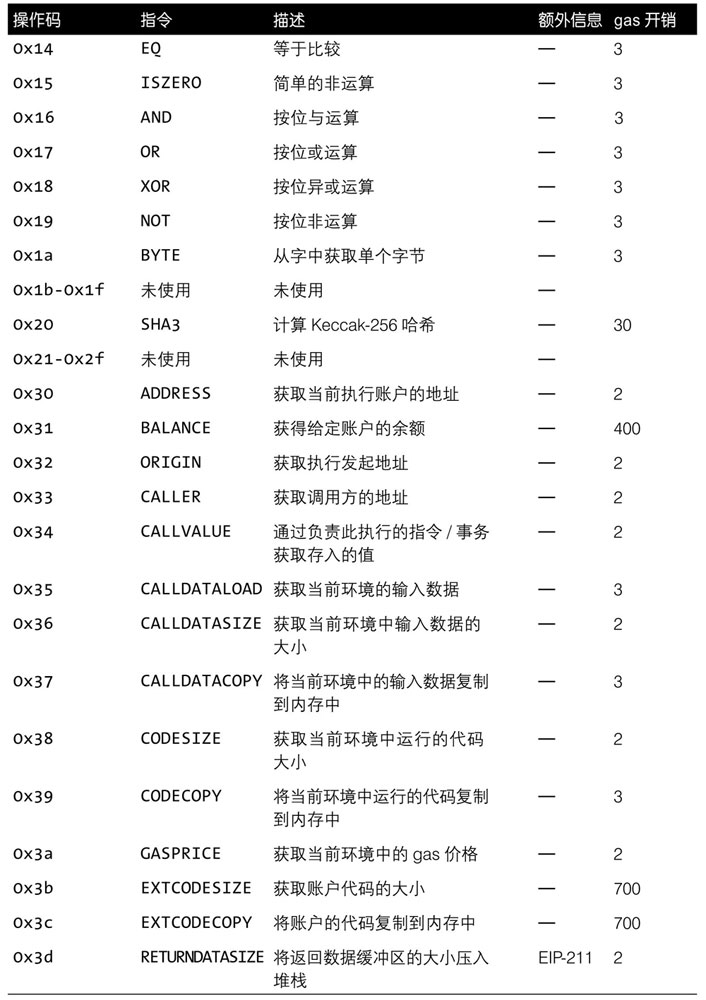 操作码 指令 描述 额外信息 gas 开销
0x14 EQ 等于比较 — 3
0x15 ISZERO 简单的非运算 — 3
0x16 AND 按位与运算 — 3
0x17 OR 按位或运算 — 3
0x18 XOR 按位异或运算 — 3
0x19 NOT 按位非运算 — 3
0x1a BYTE 从字中获取单个字节 — 3
0x1b-0x1f 未使用 未使用 —
0x20 SHA3 计算 Keccak-256 哈希 — 30
0x21-0x2f 未使用 未使用 —
0x30 ADDRESS 获取当前执行账户的地址 — 2
0x31 BALANCE 获得给定账户的余额 — 400
0x32 ORIGIN 获取执行发起地址 — 2
0x33 CALLER 获取调用方的地址 — 2
0x34 CALLVALUE 通过负责此执行的指令 / 事务 — 2
获取存入的值
0x35 CALLDATALOAD 获取当前环境的输入数据 — 3
0x36 CALLDATASIZE 获取当前环境中输入数据的 — 2
大小
0x37 CALLDATACOPY 将当前环境中的输入数据复制 — 3
到内存中
0x38 CODESIZE 获取当前环境中运行的代码 — 2
大小
0x39 CODECOPY 将当前环境中运行的代码复制 — 3
到内存中
0x3a GASPRICE 获取当前环境中的 gas 价格 — 2
0x3b EXTCODESIZE 获取账户代码的大小 — 700
0x3c EXTCODECOPY 将账户的代码复制到内存中 — 700
0x3d RETURNDATASIZE 将返回数据缓冲区的大小压入 EIP-211 2
堆栈